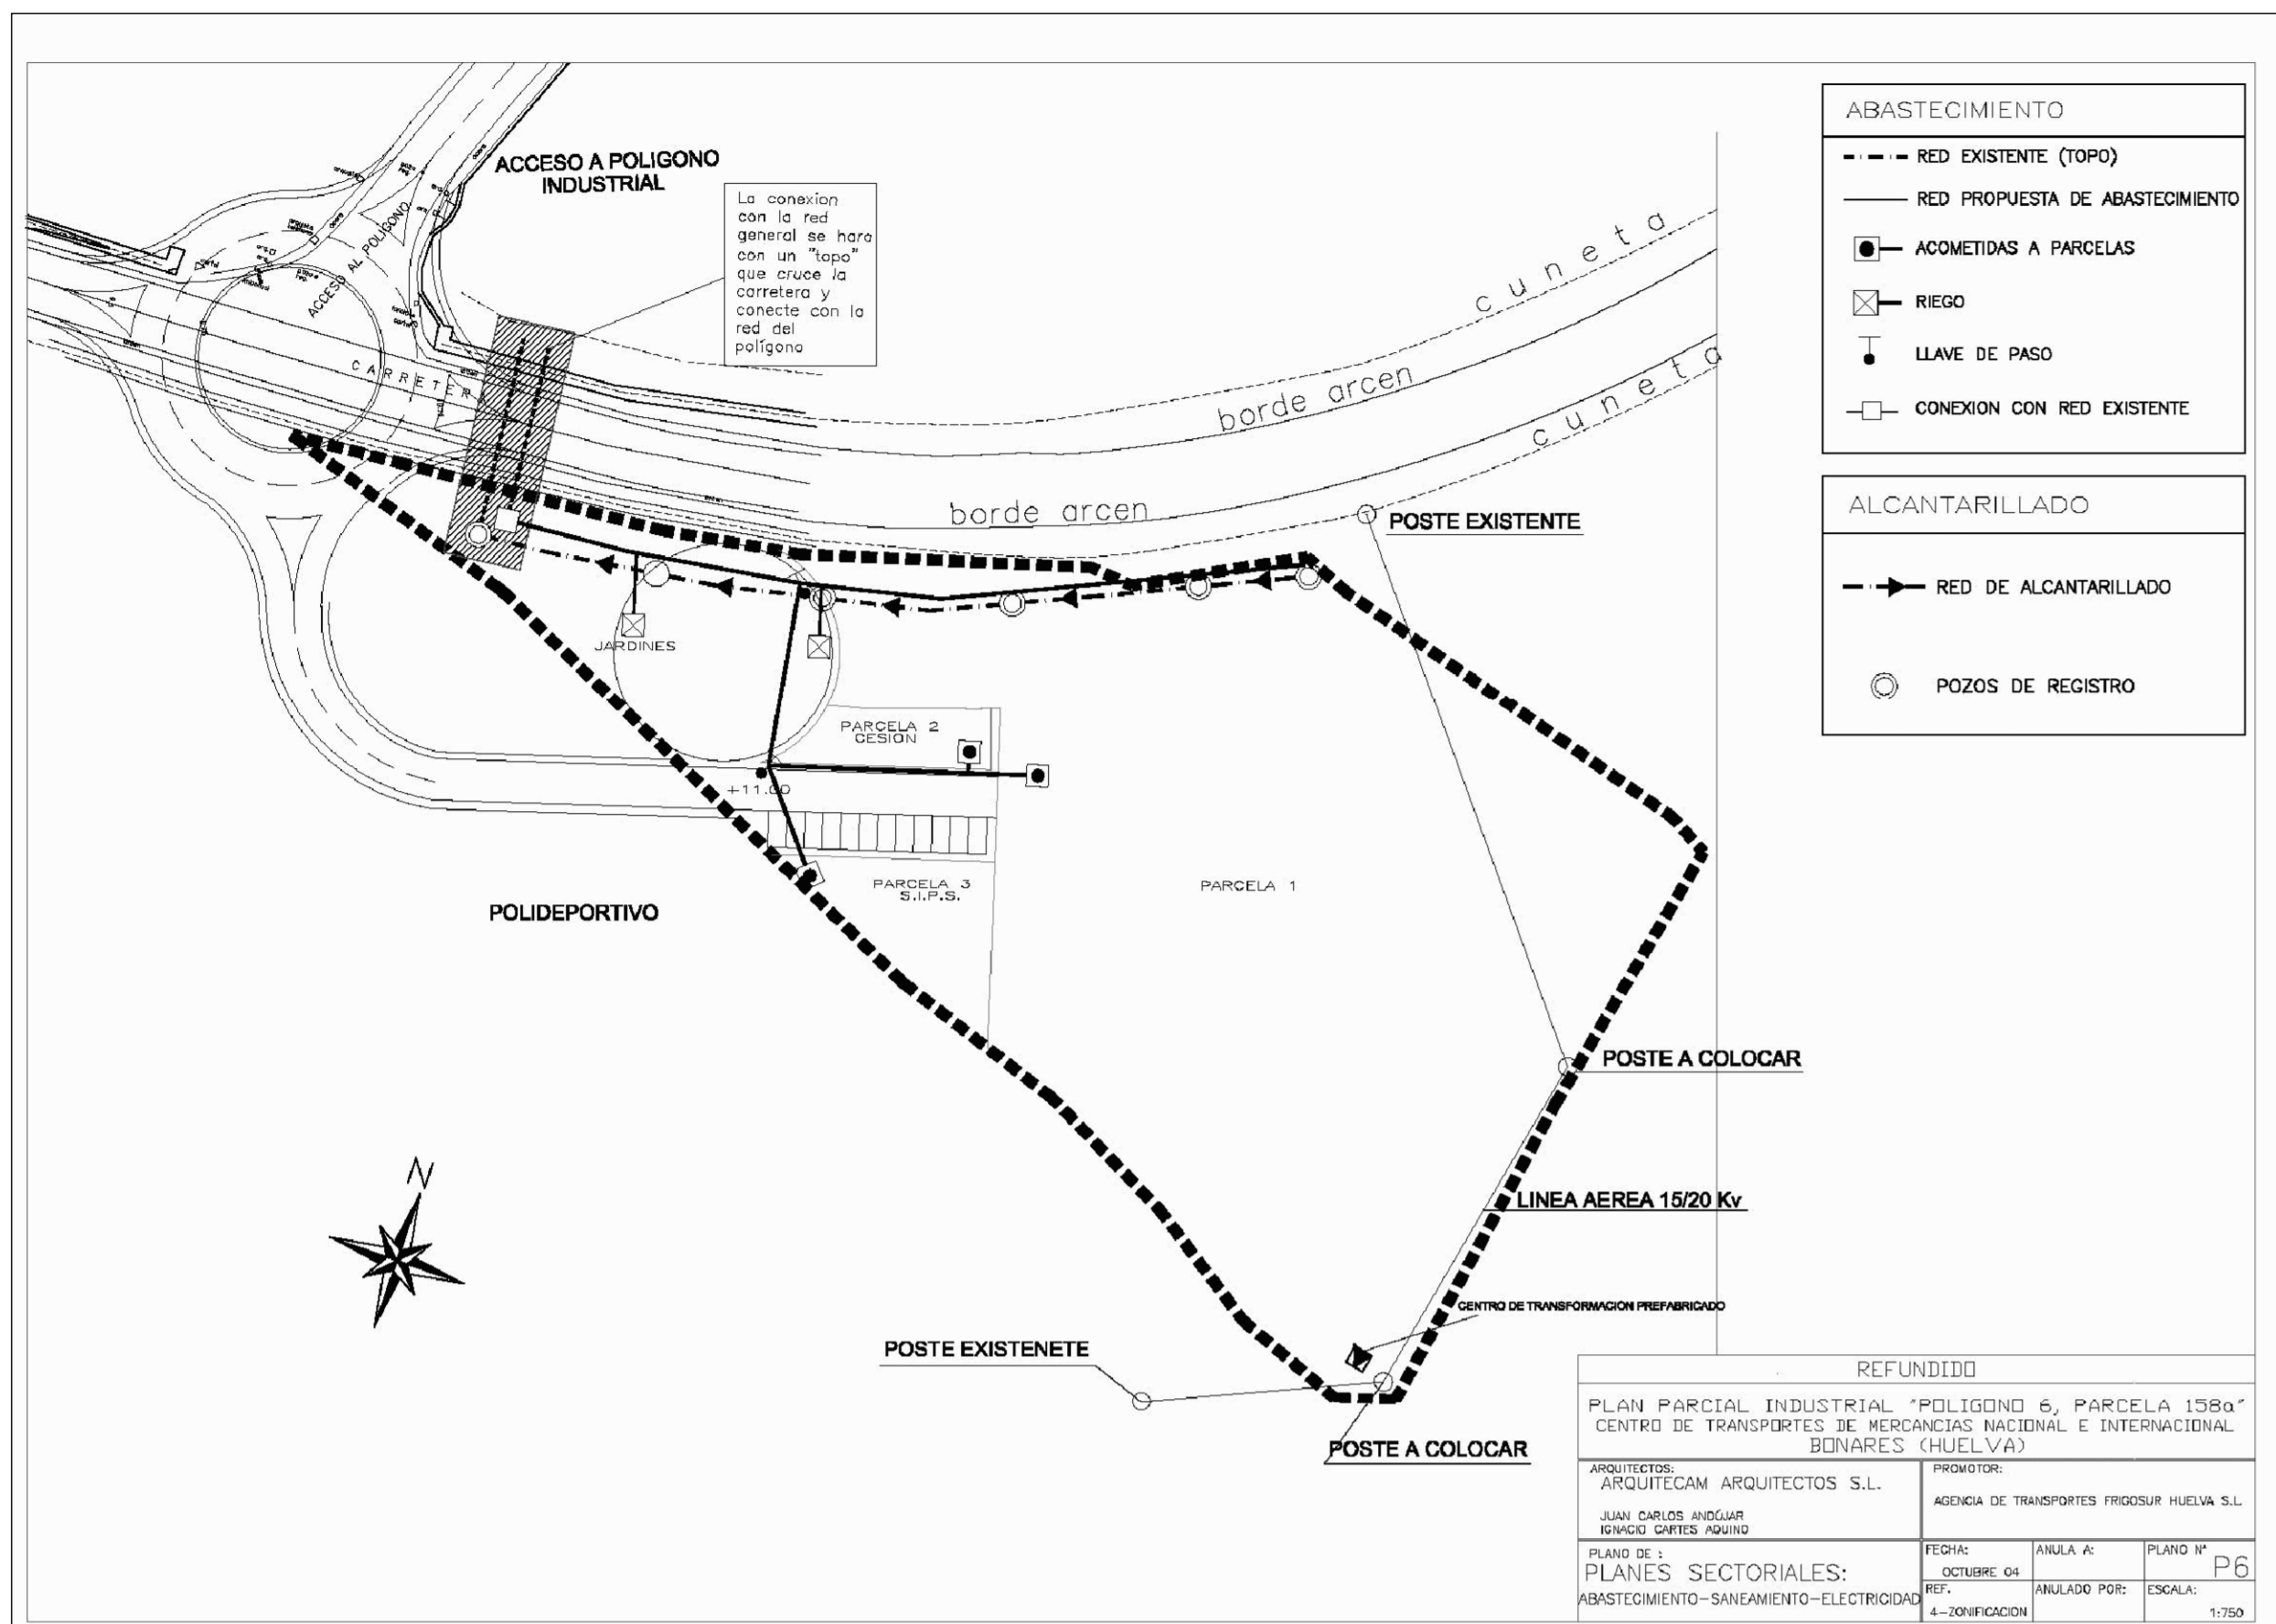 ACCESO A POLIGONO
INDUSTRIAL
La conexion
con la red
general se hara
con un "topo"
que cruce la
carretera y
conecte con la
red del
polígono
ACCESO AL POLIGONO
CARRETER
cuneta
borde arcen
cuneta
borde arcen
POSTE EXISTENTE
JARDINES
PARCELA 2
CESION
+11.00
PARCELA 3
S.I.P.S.
PARCELA 1
POLIDEPORTIVO
POSTE A COLOCAR
N
LINEA AEREA 15/20 Kv
CENTRO DE TRANSFORMACION PREFABRICADO
POSTE EXISTENETE
POSTE A COLOCAR
ABASTECIMIENTO
RED EXISTENTE (TOPO)
RED PROPUESTA DE ABASTECIMIENTO
ACOMETIDAS A PARCELAS
RIEGO
LLAVE DE PASO
CONEXION CON RED EXISTENTE
ALCANTARILLADO
RED DE ALCANTARILLADO
POZOS DE REGISTRO
REFUNDIDO
PLAN PARCIAL INDUSTRIAL "POLIGONO 6, PARCELA 158a"
CENTRO DE TRANSPORTES DE MERCANCIAS NACIONAL E INTERNACIONAL
BONARES (HUELVA)
ARQUITECTOS:
ARQUITECAM ARQUITECTOS S.L.
JUAN CARLOS ANDÚJAR
IGNACIO CARTES AQUINO
PROMOTOR:
AGENCIA DE TRANSPORTES FRIGOSUR HUELVA S.L
PLANO DE :
PLANES SECTORIALES:
ABASTECIMIENTO-SANEAMIENTO-ELECTRICIDAD
FECHA:
OCTUBRE 04
ANULA A:
PLANO Nº
P6
REF.
4-ZONIFICACION
ANULADO POR:
ESCALA:
1:750